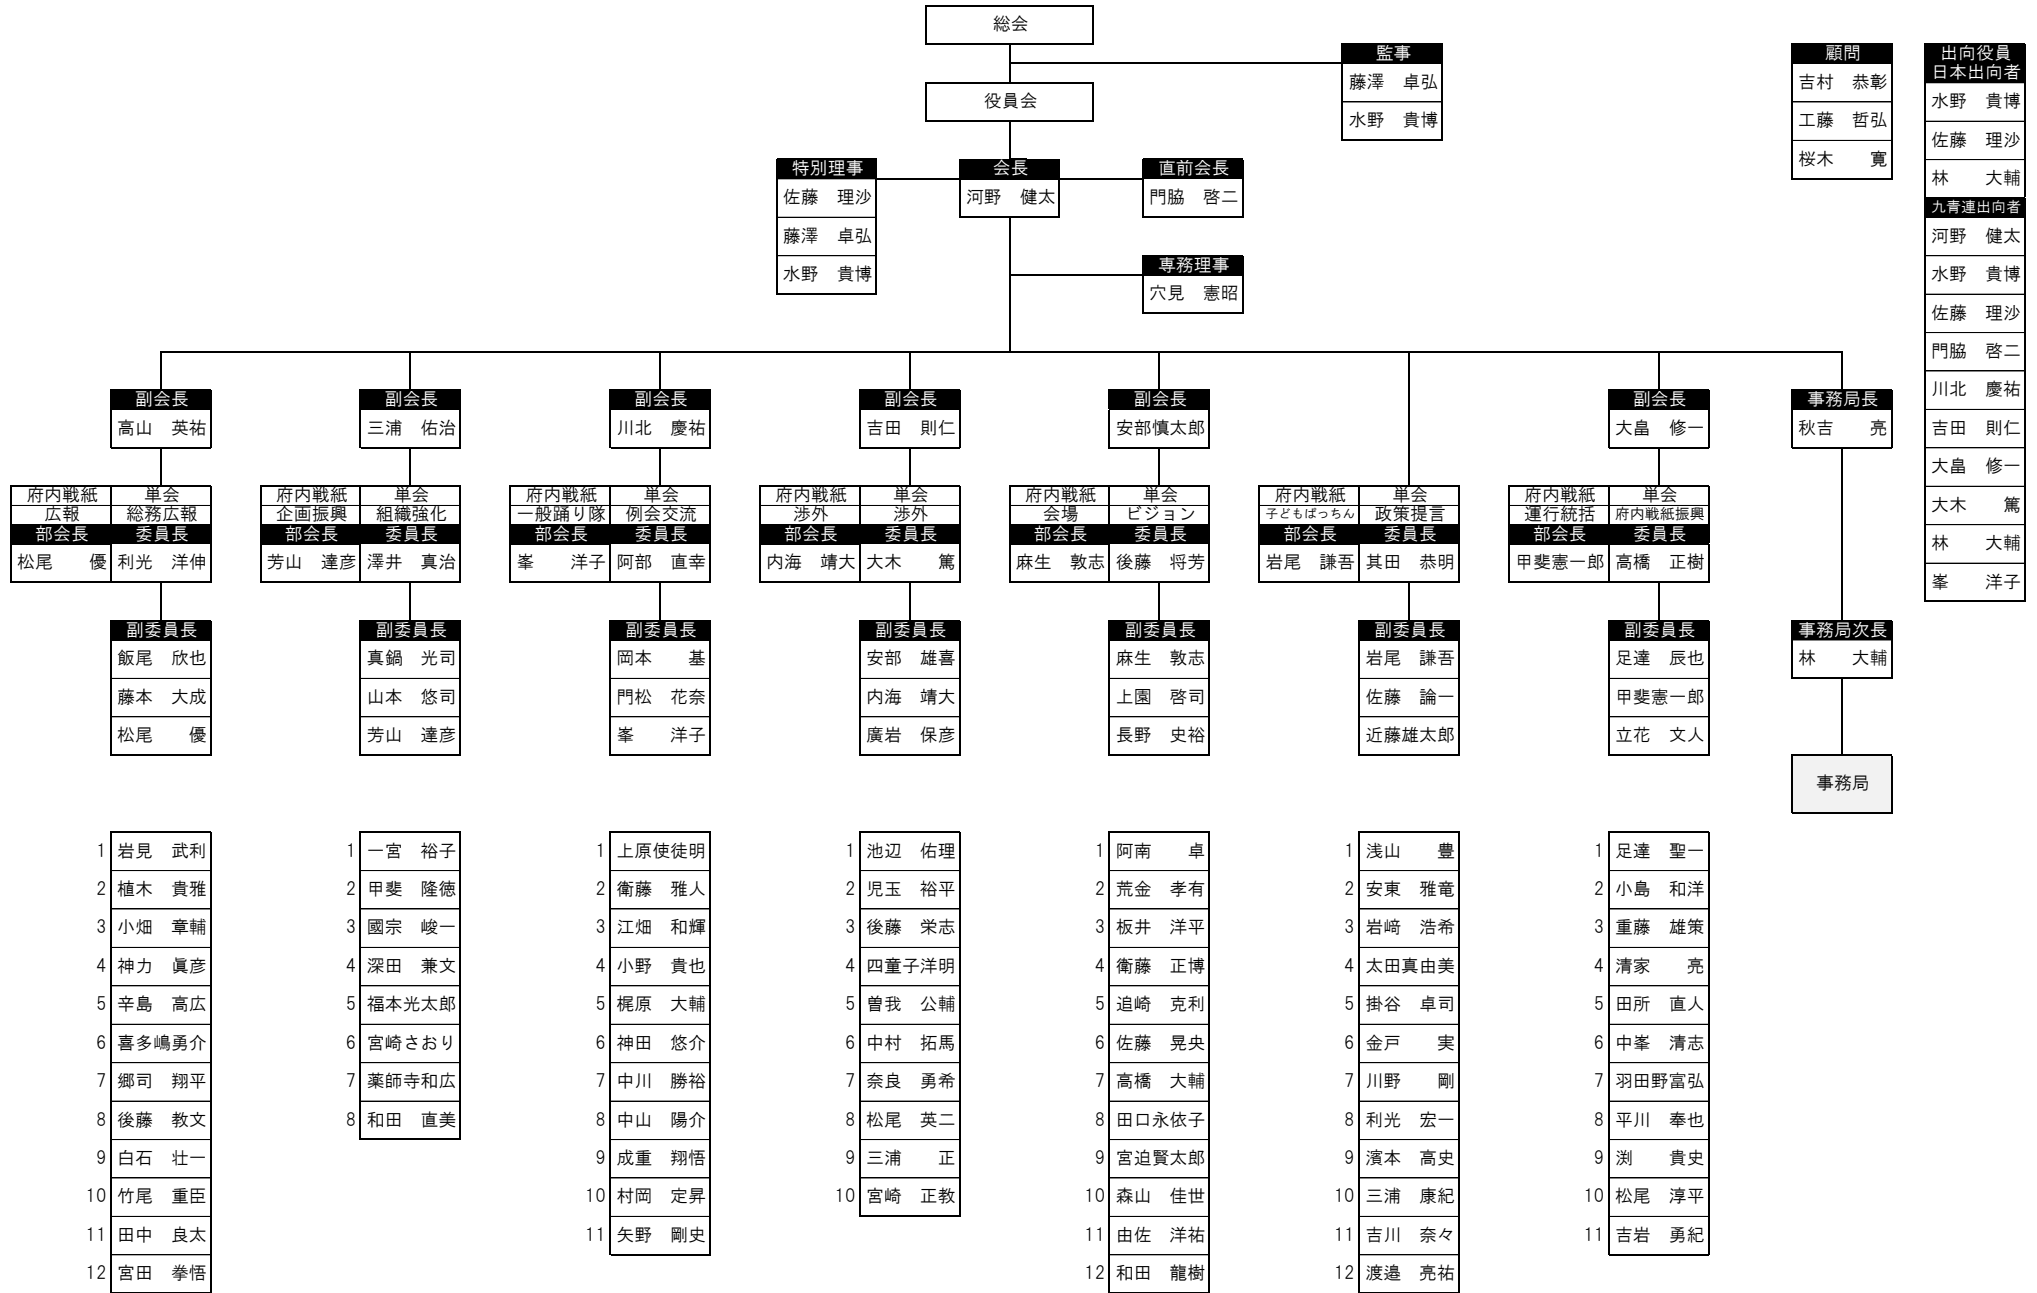 総会
役員会
監事
藤澤　卓弘
水野　貴博
顧問
吉村　恭彰
工藤　哲弘
桜木　　寛
出向役員
日本出向者
水野　貴博
佐藤　理沙
林　　大輔
九青連出向者
河野　健太
水野　貴博
佐藤　理沙
門脇　啓二
川北　慶祐
吉田　則仁
大畠　修一
大木　　篤
林　　大輔
峯　　洋子
特別理事
佐藤　理沙
藤澤　卓弘
水野　貴博
会長
河野　健太
直前会長
門脇　啓二
専務理事
穴見　憲昭
副会長
高山　英祐
府内戦紙　単会
広報　総務広報
部会長　委員長
松尾　　優　利光　洋伸
副委員長
飯尾　欣也
藤本　大成
松尾　　優
1 岩見　武利
2 植木　貴雅
3 小畑　章輔
4 神力　眞彦
5 辛島　高広
6 喜多嶋勇介
7 郷司　翔平
8 後藤　教文
9 白石　壮一
10 竹尾　重臣
11 田中　良太
12 宮田　拳悟
副会長
三浦　佑治
府内戦紙　単会
企画振興　組織強化
部会長　委員長
芳山　達彦　澤井　真治
副委員長
真鍋　光司
山本　悠司
芳山　達彦
1 一宮　裕子
2 甲斐　隆徳
3 國宗　峻一
4 深田　兼文
5 福本光太郎
6 宮崎さおり
7 薬師寺和広
8 和田　直美
副会長
川北　慶祐
府内戦紙　単会
一般踊り隊　例会交流
部会長　委員長
峯　　洋子　阿部　直幸
副委員長
岡本　　基
門松　花奈
峯　　洋子
1 上原使徒明
2 衛藤　雅人
3 江畑　和輝
4 小野　貴也
5 梶原　大輔
6 神田　悠介
7 中川　勝裕
8 中山　陽介
9 成重　翔悟
10 村岡　定昇
11 矢野　剛史
副会長
吉田　則仁
府内戦紙　単会
渉外　渉外
部会長　委員長
内海　靖大　大木　　篤
副委員長
安部　雄喜
内海　靖大
廣岩　保彦
1 池辺　佑理
2 児玉　裕平
3 後藤　栄志
4 四童子洋明
5 曽我　公輔
6 中村　拓馬
7 奈良　勇希
8 松尾　英二
9 三浦　　正
10 宮崎　正教
副会長
安部慎太郎
府内戦紙　単会
会場　ビジョン
部会長　委員長
麻生　敦志　後藤　将芳
副委員長
麻生　敦志
上園　啓司
長野　史裕
1 阿南　　卓
2 荒金　孝有
3 板井　洋平
4 衛藤　正博
5 追崎　克利
6 佐藤　晃央
7 高橋　大輔
8 田口永依子
9 宮迫賢太郎
10 森山　佳世
11 由佐　洋祐
12 和田　龍樹
府内戦紙　単会
子どもぱっちん　政策提言
部会長　委員長
岩尾　謙吾　其田　恭明
副委員長
岩尾　謙吾
佐藤　論一
近藤雄太郎
1 浅山　　豊
2 安東　雅竜
3 岩﨑　浩希
4 太田真由美
5 掛谷　卓司
6 金戸　　実
7 川野　　剛
8 利光　宏一
9 濱本　高史
10 三浦　康紀
11 吉川　奈々
12 渡邉　亮祐
副会長
大畠　修一
府内戦紙　単会
運行統括　府内戦紙振興
部会長　委員長
甲斐憲一郎　高橋　正樹
副委員長
足達　辰也
甲斐憲一郎
立花　文人
1 足達　聖一
2 小島　和洋
3 重藤　雄策
4 清家　　亮
5 田所　直人
6 中峯　清志
7 羽田野富弘
8 平川　奉也
9 渕　　貴史
10 松尾　淳平
11 吉岩　勇紀
事務局長
秋吉　　亮
事務局次長
林　　大輔
事務局